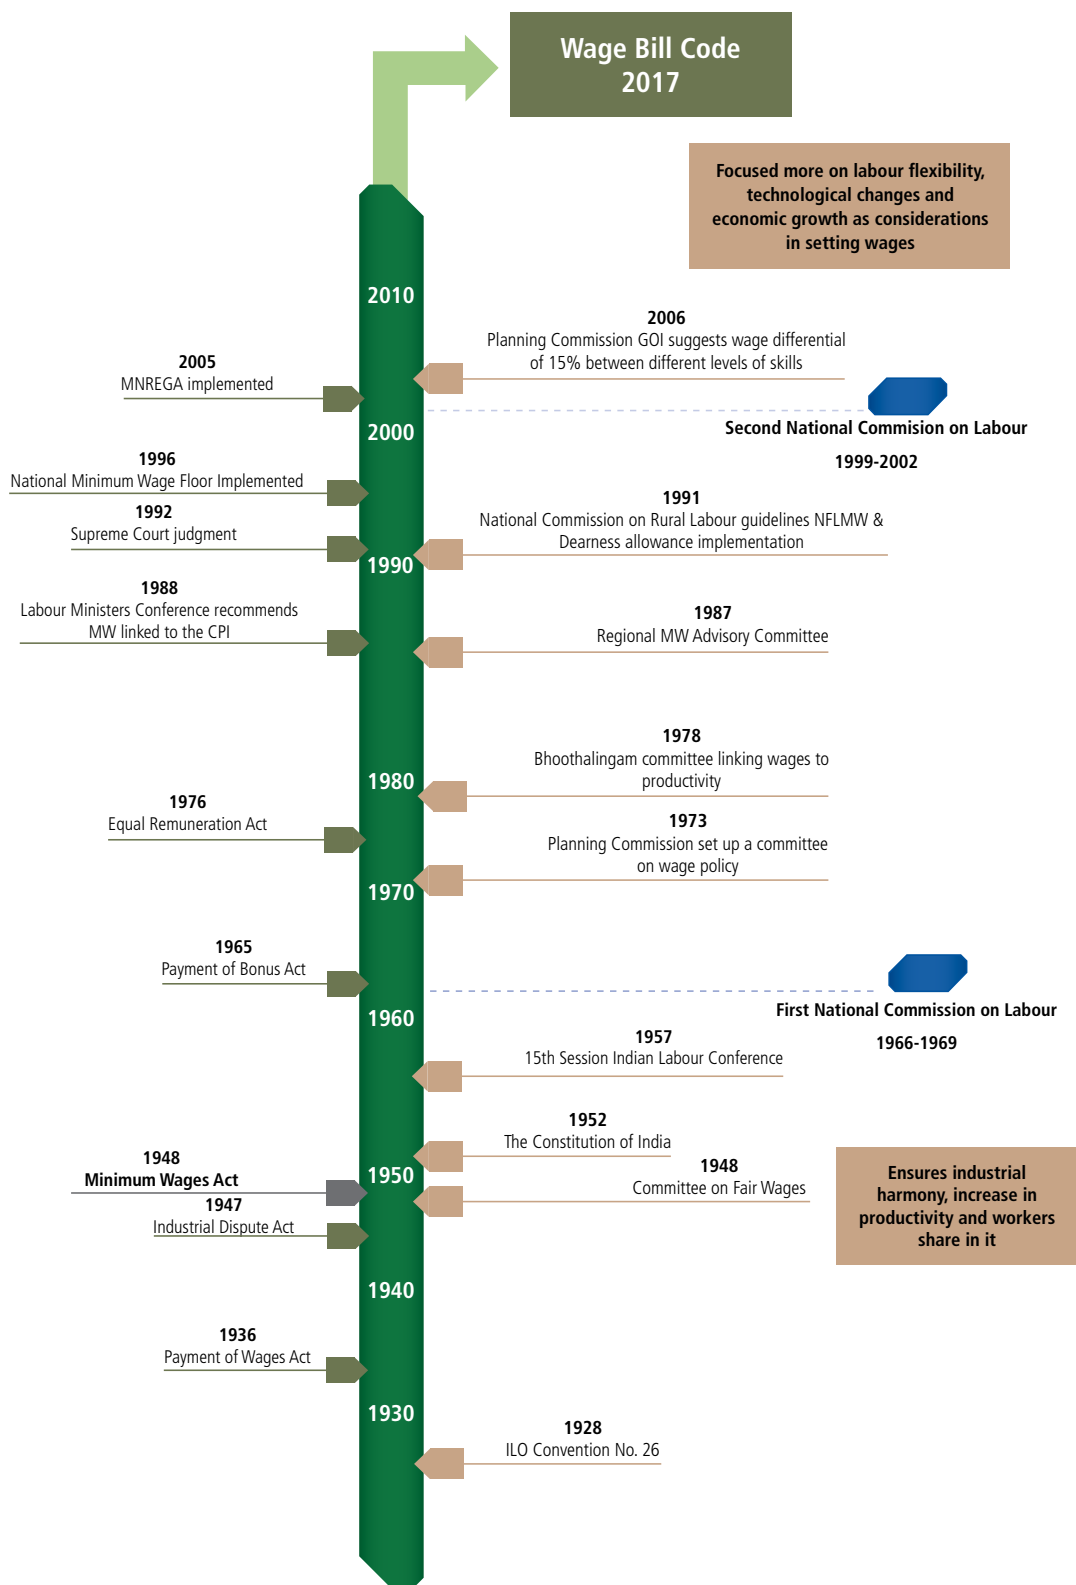 Wage Bill Code
2017
Focused more on labour flexibility,
technological changes and
economic growth as considerations
in setting wages
2010
2006
Planning Commission GOI suggests wage differential
of 15% between different levels of skills
2005
MNREGA implemented
Second National Commision on Labour
1999-2002
2000
1996
National Minimum Wage Floor Implemented
1992
Supreme Court judgment
1991
National Commission on Rural Labour guidelines NFLMW &
Dearness allowance implementation
1990
1988
Labour Ministers Conference recommends
MW linked to the CPI
1987
Regional MW Advisory Committee
1978
Bhoothalingam committee linking wages to
productivity
1980
1976
Equal Remuneration Act
1973
Planning Commission set up a committee
on wage policy
1970
1965
Payment of Bonus Act
First National Commission on Labour
1966-1969
1960
1957
15th Session Indian Labour Conference
1952
The Constitution of India
1950
1948
Minimum Wages Act
1948
Committee on Fair Wages
Ensures industrial
harmony, increase in
productivity and workers
share in it
1947
Industrial Dispute Act
1940
1936
Payment of Wages Act
1930
1928
ILO Convention No. 26